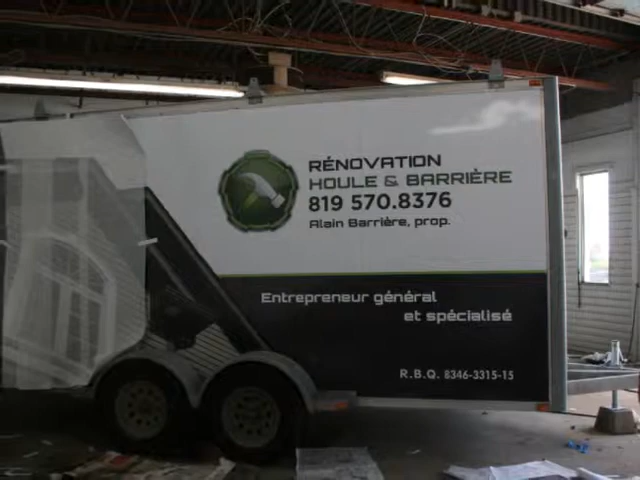 RÉNOVATION
HOULE & BARRIÈRE
819 570.8376
Alain Barrière, prop.
Entrepreneur général
et spécialisé
R.B.Q. 8346-3315-15